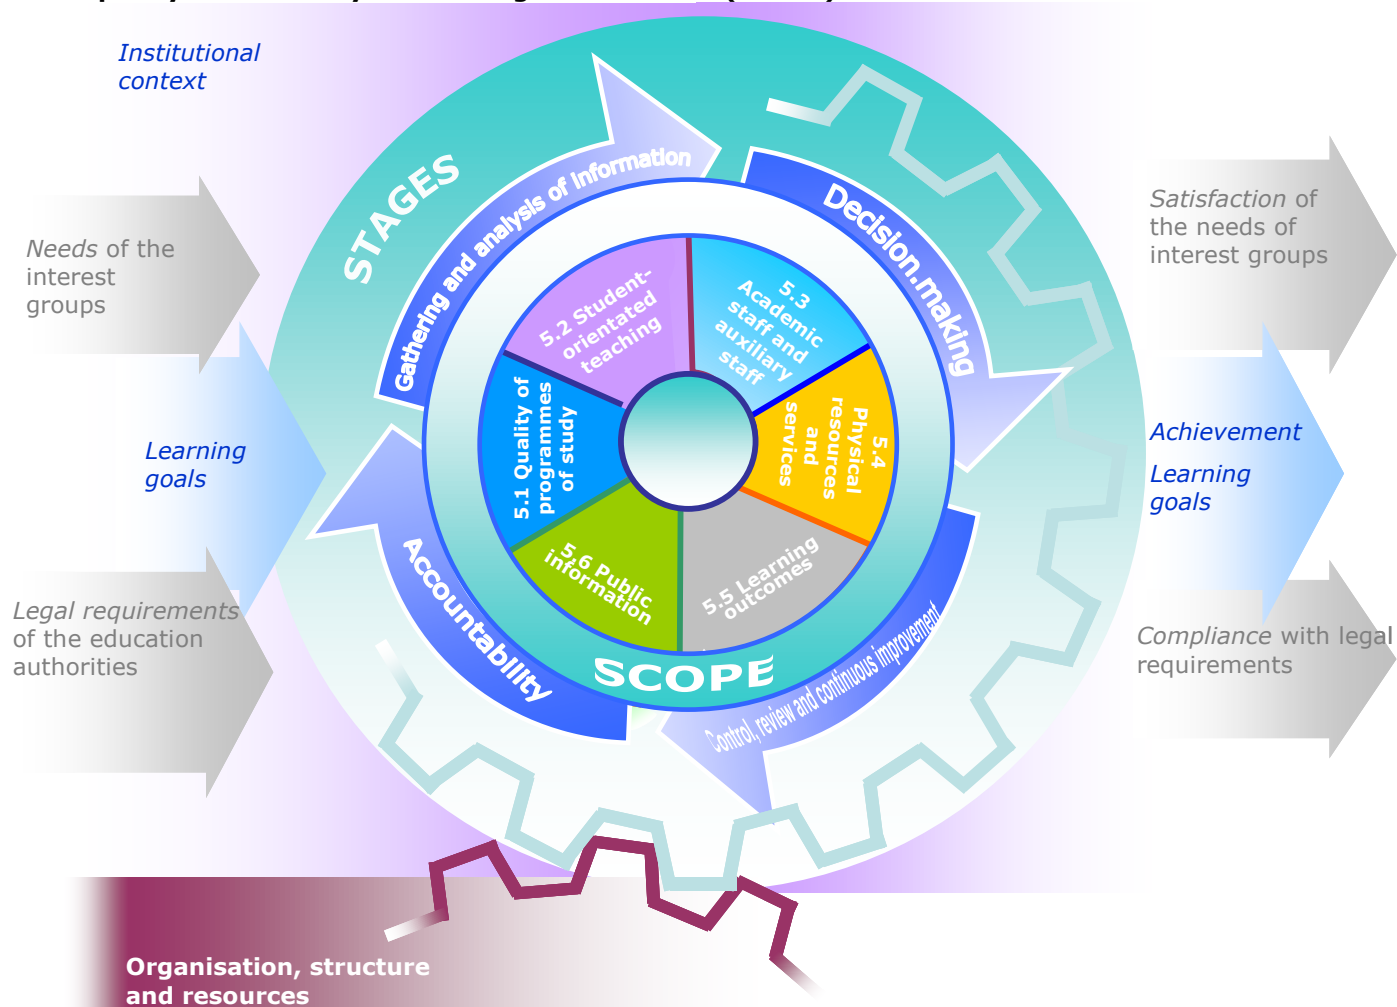 Institutional
context
STAGES
Gathering and analysis of information
Decision.making
Needs of the
interest
groups
Satisfaction of
the needs of
interest groups
5.2 Student-
orientated
teaching
5.3
Academic
staff and
auxiliary
staff
5.1 Quality of
programmes
of study
5.4
Physical
resources
and
services
Learning
goals
Achievement
Learning
goals
5.6 Public
information
5.5 Learning
outcomes
Accountability
SCOPE
Control, review and continuous improvement
Legal requirements
of the education
authorities
Compliance with legal
requirements
Organisation, structure
and resources